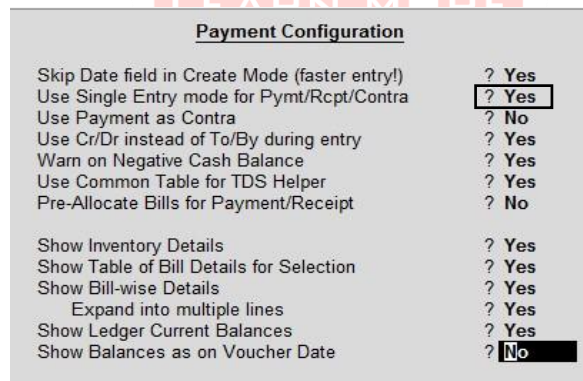 Payment Configuration
Skip Date field in Create Mode (faster entry!) ? Yes
Use Single Entry mode for Pymt/Rcpt/Contra ? Yes
Use Payment as Contra ? No
Use Cr/Dr instead of To/By during entry ? Yes
Warn on Negative Cash Balance ? Yes
Use Common Table for TDS Helper ? Yes
Pre-Allocate Bills for Payment/Receipt ? No
Show Inventory Details ? Yes
Show Table of Bill Details for Selection ? Yes
Show Bill-wise Details ? Yes
Expand into multiple lines ? Yes
Show Ledger Current Balances ? Yes
Show Balances as on Voucher Date ? No